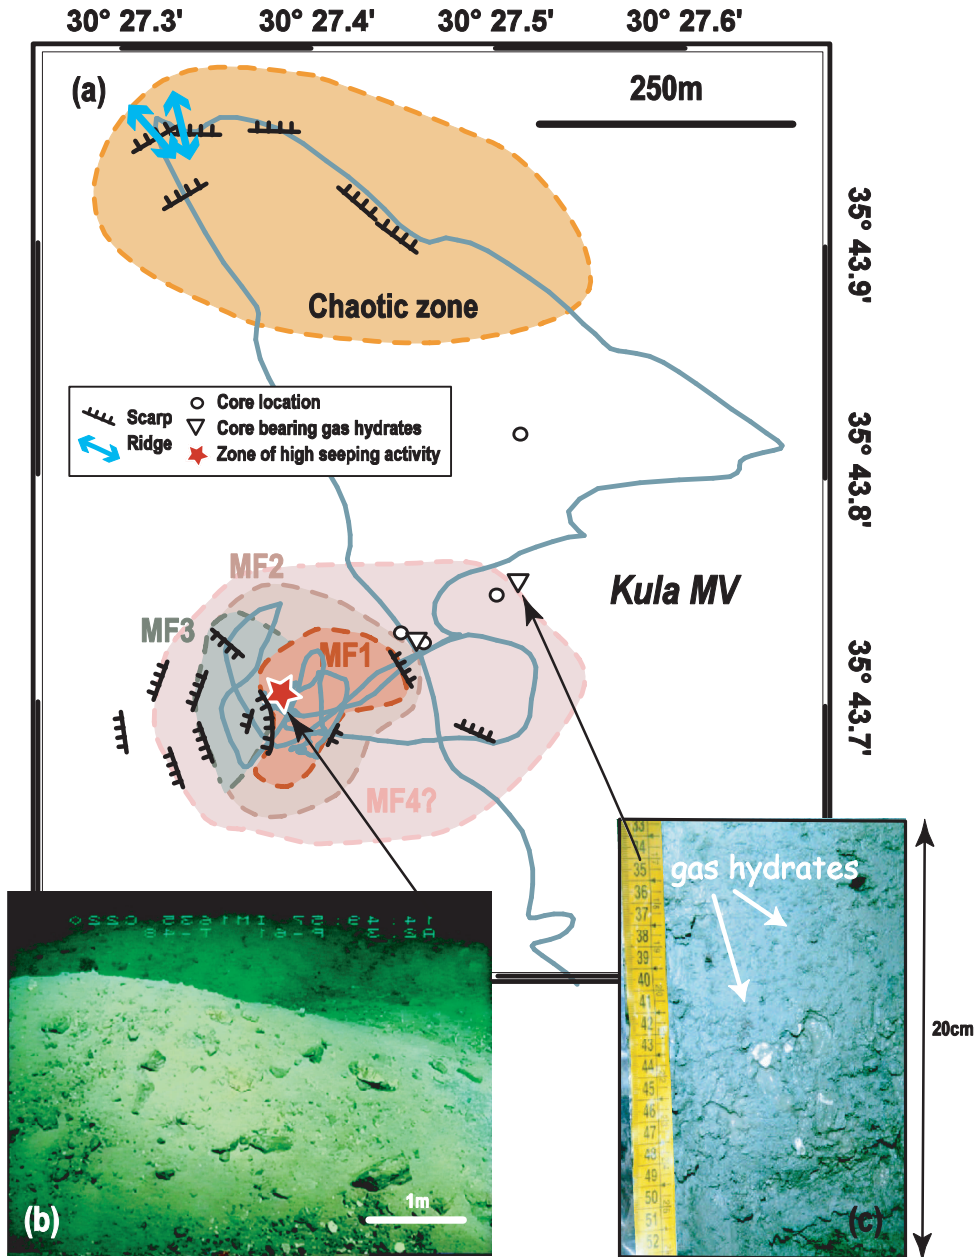 30° 27.3' 30° 27.4' 30° 27.5' 30° 27.6'
(a)
250m
35° 43.9'
Chaotic zone
Scarp
Ridge
Core location
Core bearing gas hydrates
Zone of high seeping activity
35° 43.8'
MF2
Kula MV
MF3
MF1
35° 43.7'
MF4?
33
34
35
36
37
38
39
40
41
42
43
44
45
46
47
48
49
50
51
52
gas hydrates
20cm
1m
(b)
(c)